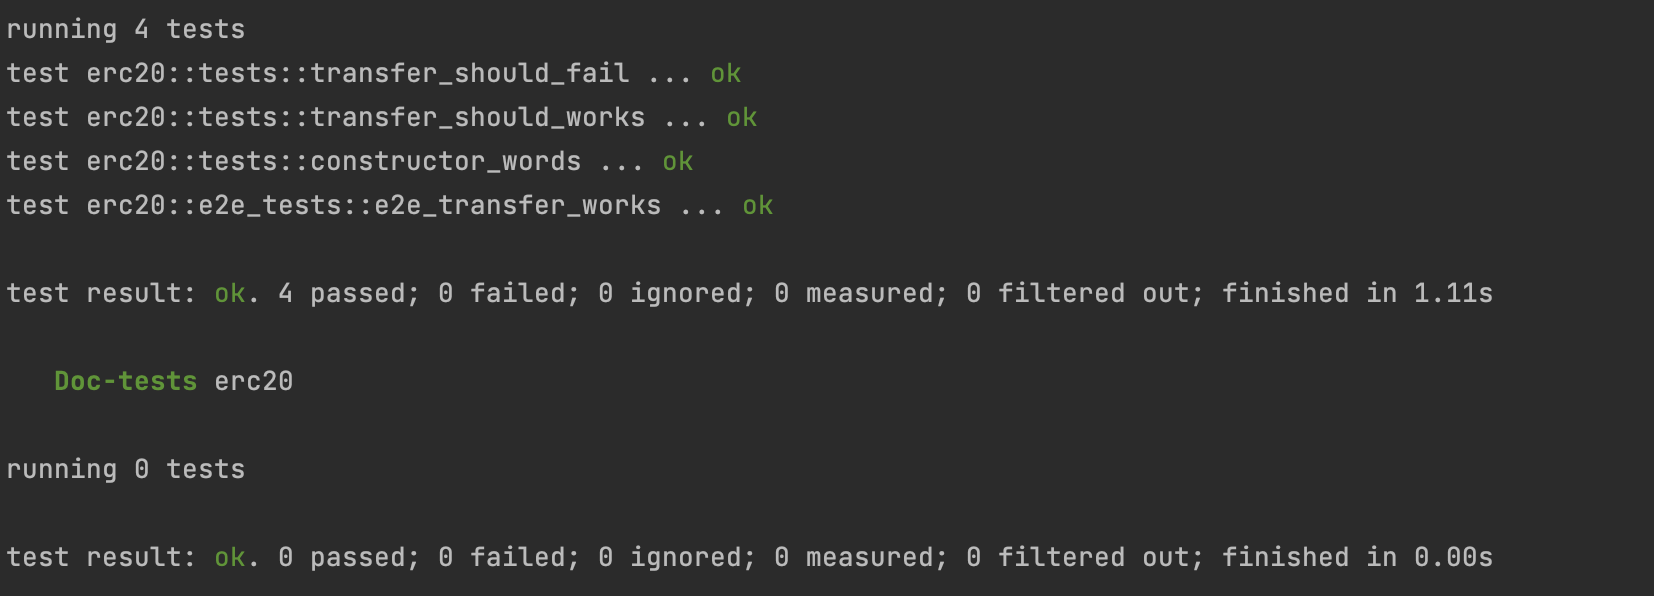 running 4 tests
test erc20::tests::transfer_should_fail ... ok
test erc20::tests::transfer_should_works ... ok
test erc20::tests::constructor_words ... ok
test erc20::e2e_tests::e2e_transfer_works ... ok
test result: ok. 4 passed; 0 failed; 0 ignored; 0 measured; 0 filtered out; finished in 1.11s
Doc-tests erc20
running 0 tests
test result: ok. 0 passed; 0 failed; 0 ignored; 0 measured; 0 filtered out; finished in 0.00s